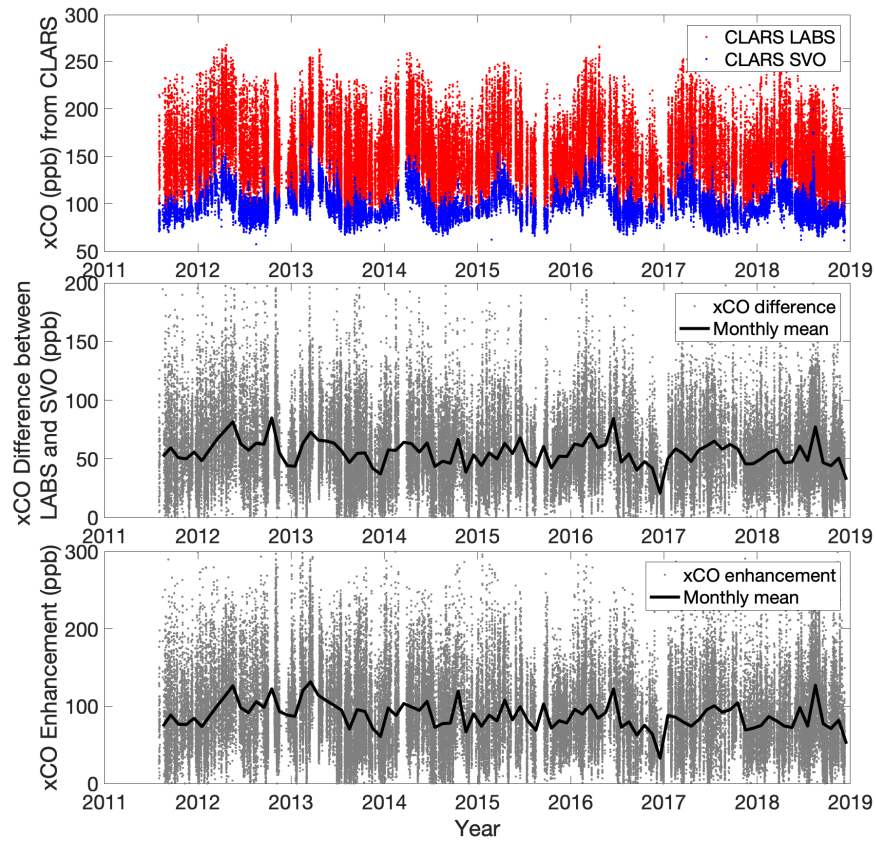 300
250
200
150
100
50
xCO (ppb) from CLARS
CLARS LABS
CLARS SVO
2011 2012 2013 2014 2015 2016 2017 2018 2019
200
150
100
50
0
xCO Difference between
LABS and SVO (ppb)
xCO difference
Monthly mean
2011 2012 2013 2014 2015 2016 2017 2018 2019
300
200
100
0
xCO Enhancement (ppb)
xCO enhancement
Monthly mean
2011 2012 2013 2014 2015 2016 2017 2018 2019
Year